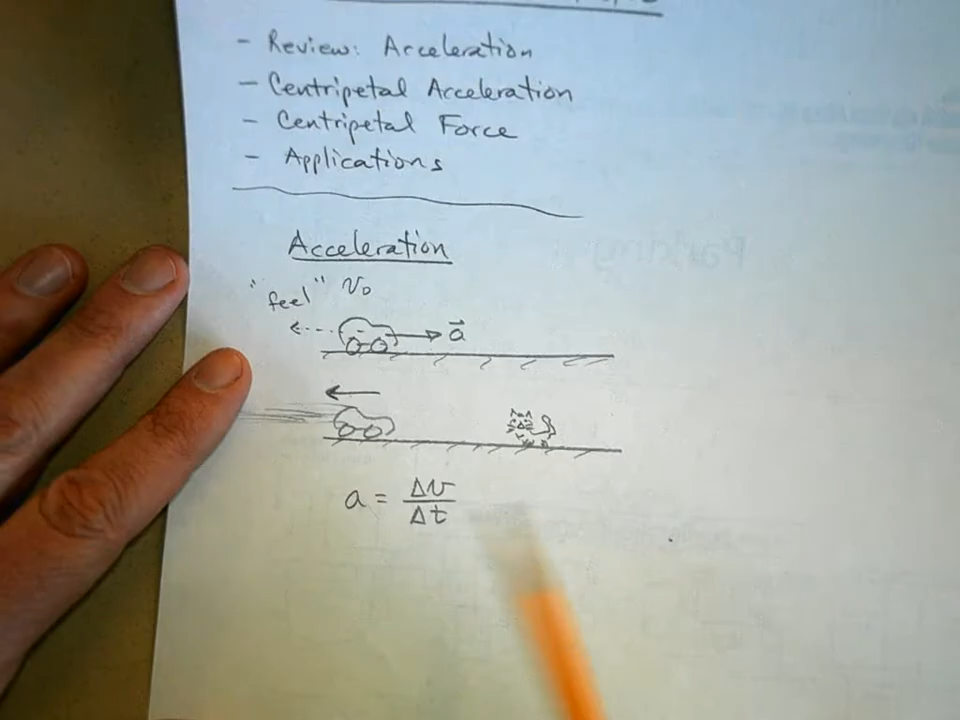 - Review: Acceleration
- Centripetal Acceleration
- Centripetal Force
- Applications
Acceleration
"feel" v₀
a⃗
a = Δv/Δt